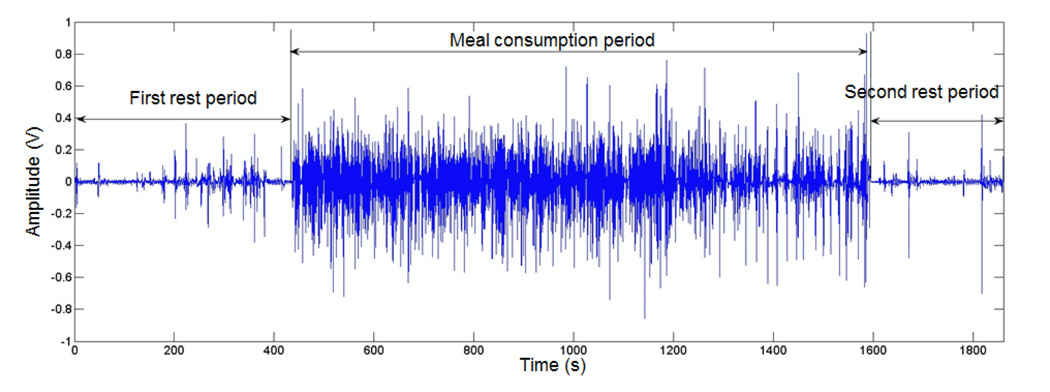 1
Meal consumption period
0.8
0.6
First rest period
Second rest period
0.4
0.2
Amplitude (V)
0
-0.2
-0.4
-0.6
-0.8
-1
0 200 400 600 800 1000 1200 1400 1600 1800
Time (s)